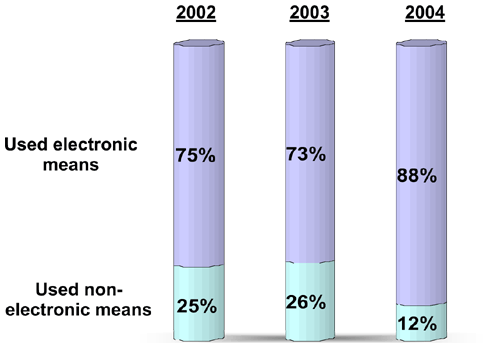 2002 2003 2004
Used electronic
means
75% 73% 88%
Used non-
electronic means
25% 26% 12%